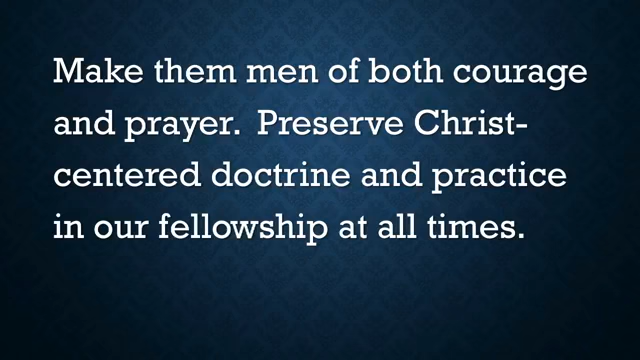 Make them men of both courage
and prayer.  Preserve Christ-
centered doctrine and practice
in our fellowship at all times.